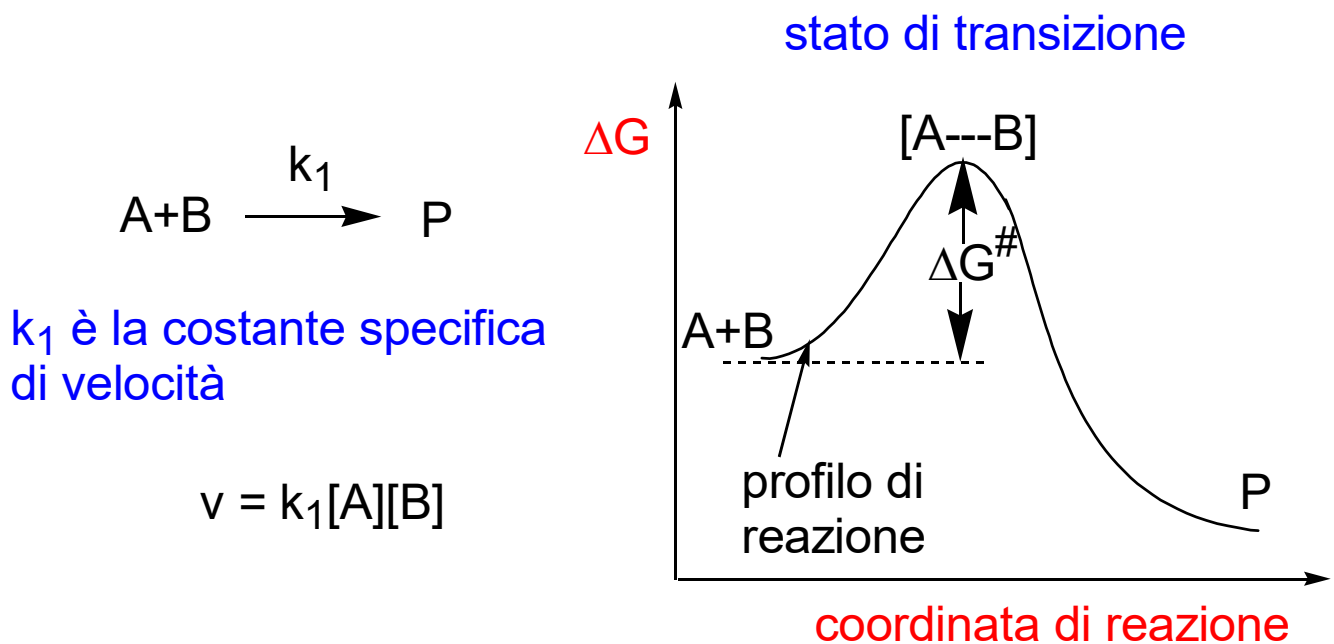 stato di transizione
ΔG
[A---B]
k₁
A+B
P
ΔG#
k₁ è la costante specifica
di velocità
A+B
v = k₁[A][B]
profilo di
reazione
P
coordinata di reazione